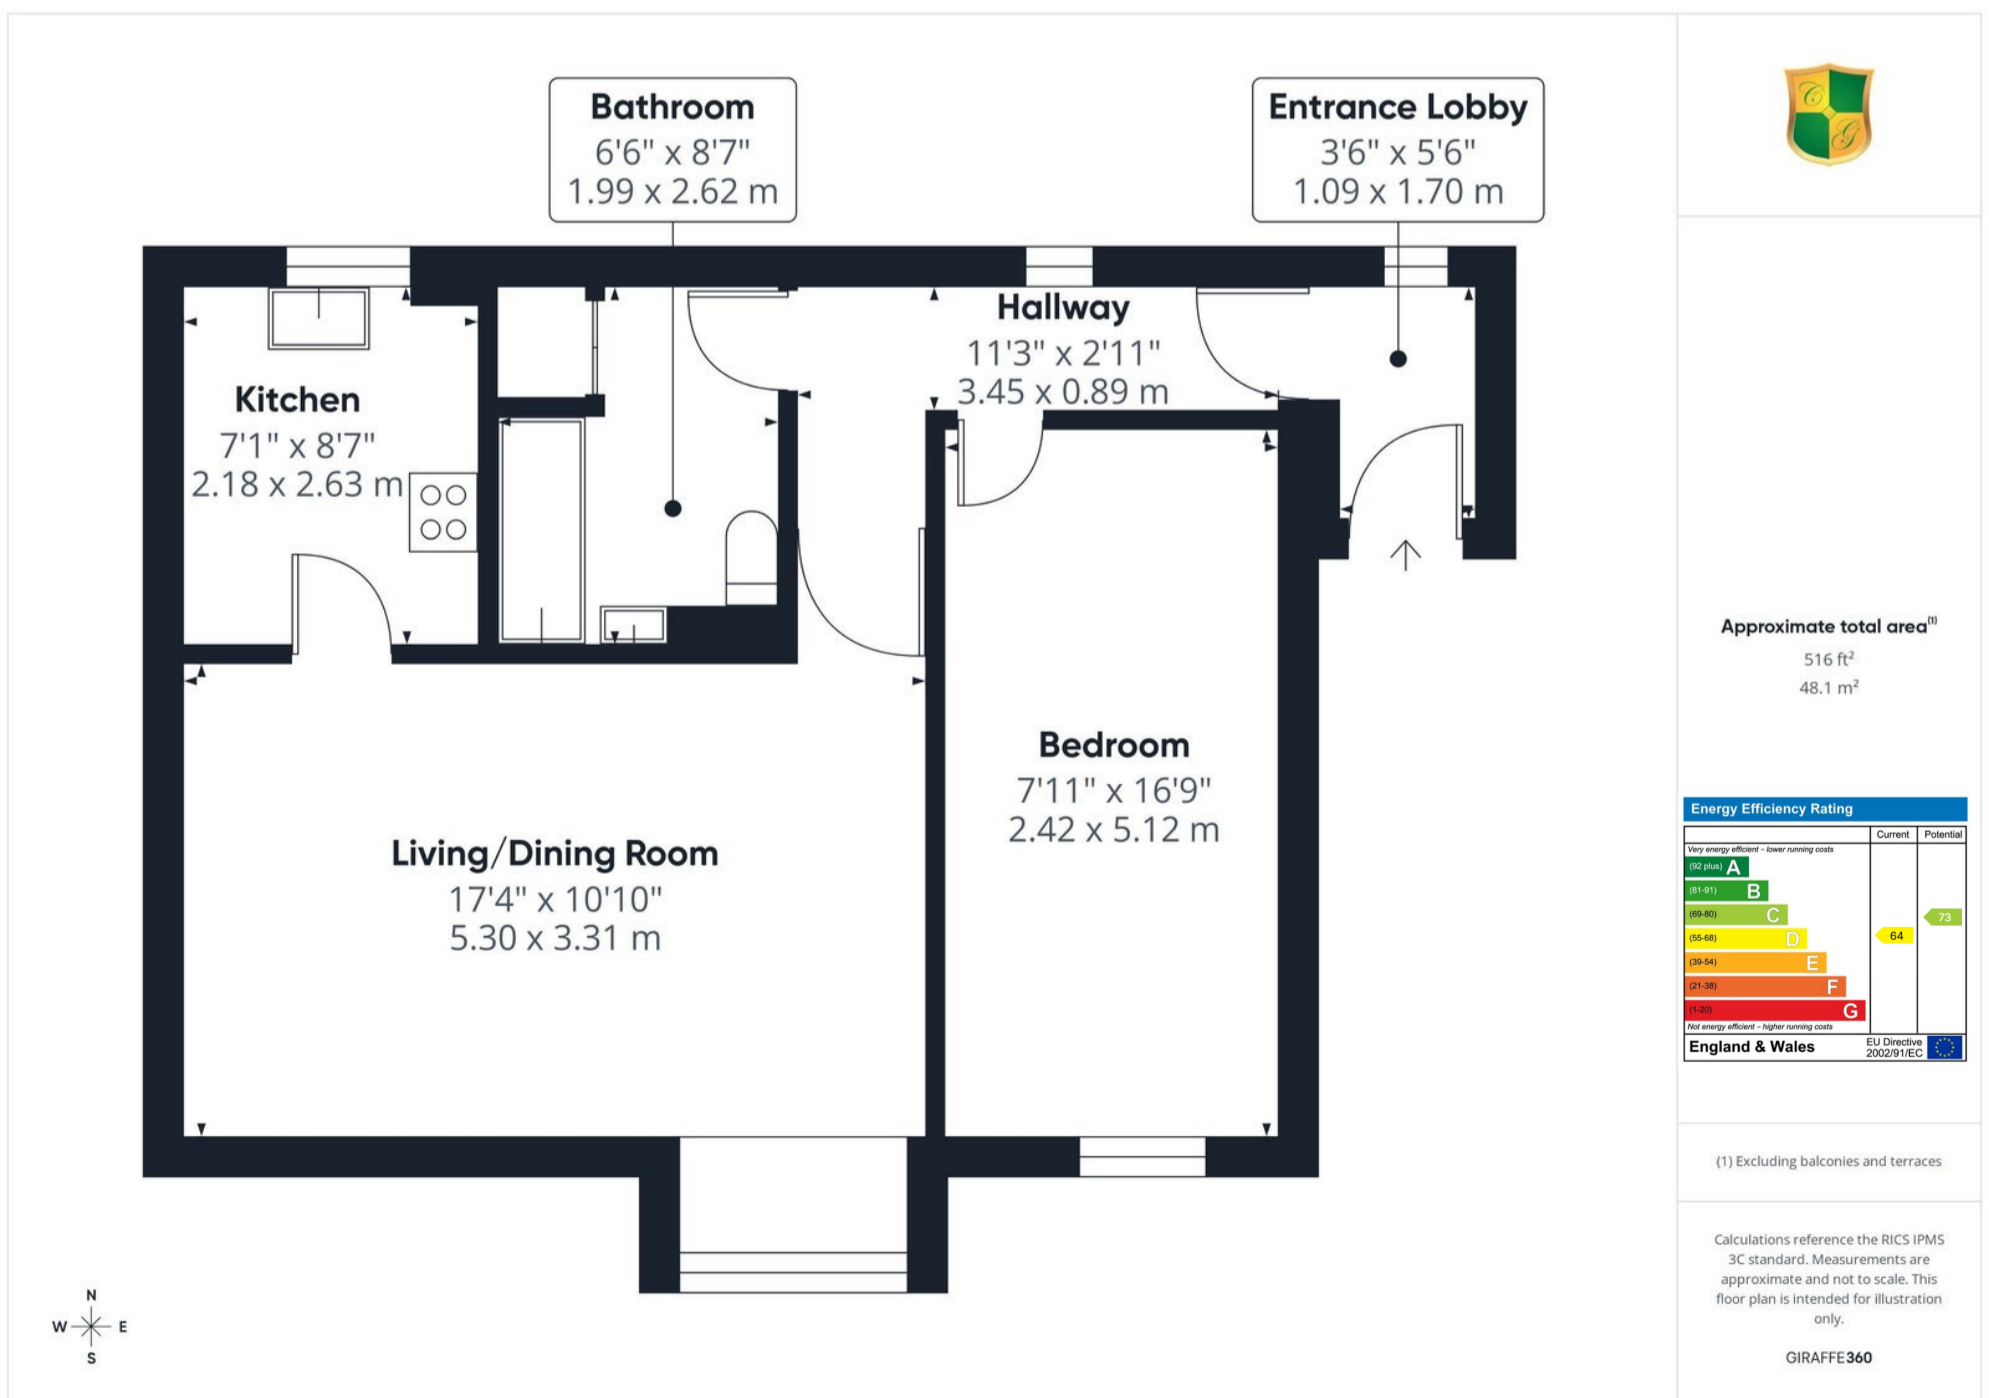 Bathroom
6'6" x 8'7"
1.99 x 2.62 m
Entrance Lobby
3'6" x 5'6"
1.09 x 1.70 m
Hallway
11'3" x 2'11"
3.45 x 0.89 m
Kitchen
7'1" x 8'7"
2.18 x 2.63 m
Bedroom
7'11" x 16'9"
2.42 x 5.12 m
Living/Dining Room
17'4" x 10'10"
5.30 x 3.31 m
N
W E
S
C
G
Approximate total area(1)
516 ft²
48.1 m²
Energy Efficiency Rating
Current Potential
Very energy efficient - lower running costs
(92 plus) A
(81-91) B
(69-80) C
73
(55-68) D
64
(39-54) E
(21-38) F
(1-20) G
Not energy efficient - higher running costs
England & Wales
EU Directive
2002/91/EC
(1) Excluding balconies and terraces
Calculations reference the RICS IPMS
3C standard. Measurements are
approximate and not to scale. This
floor plan is intended for illustration
only.
GIRAFFE360